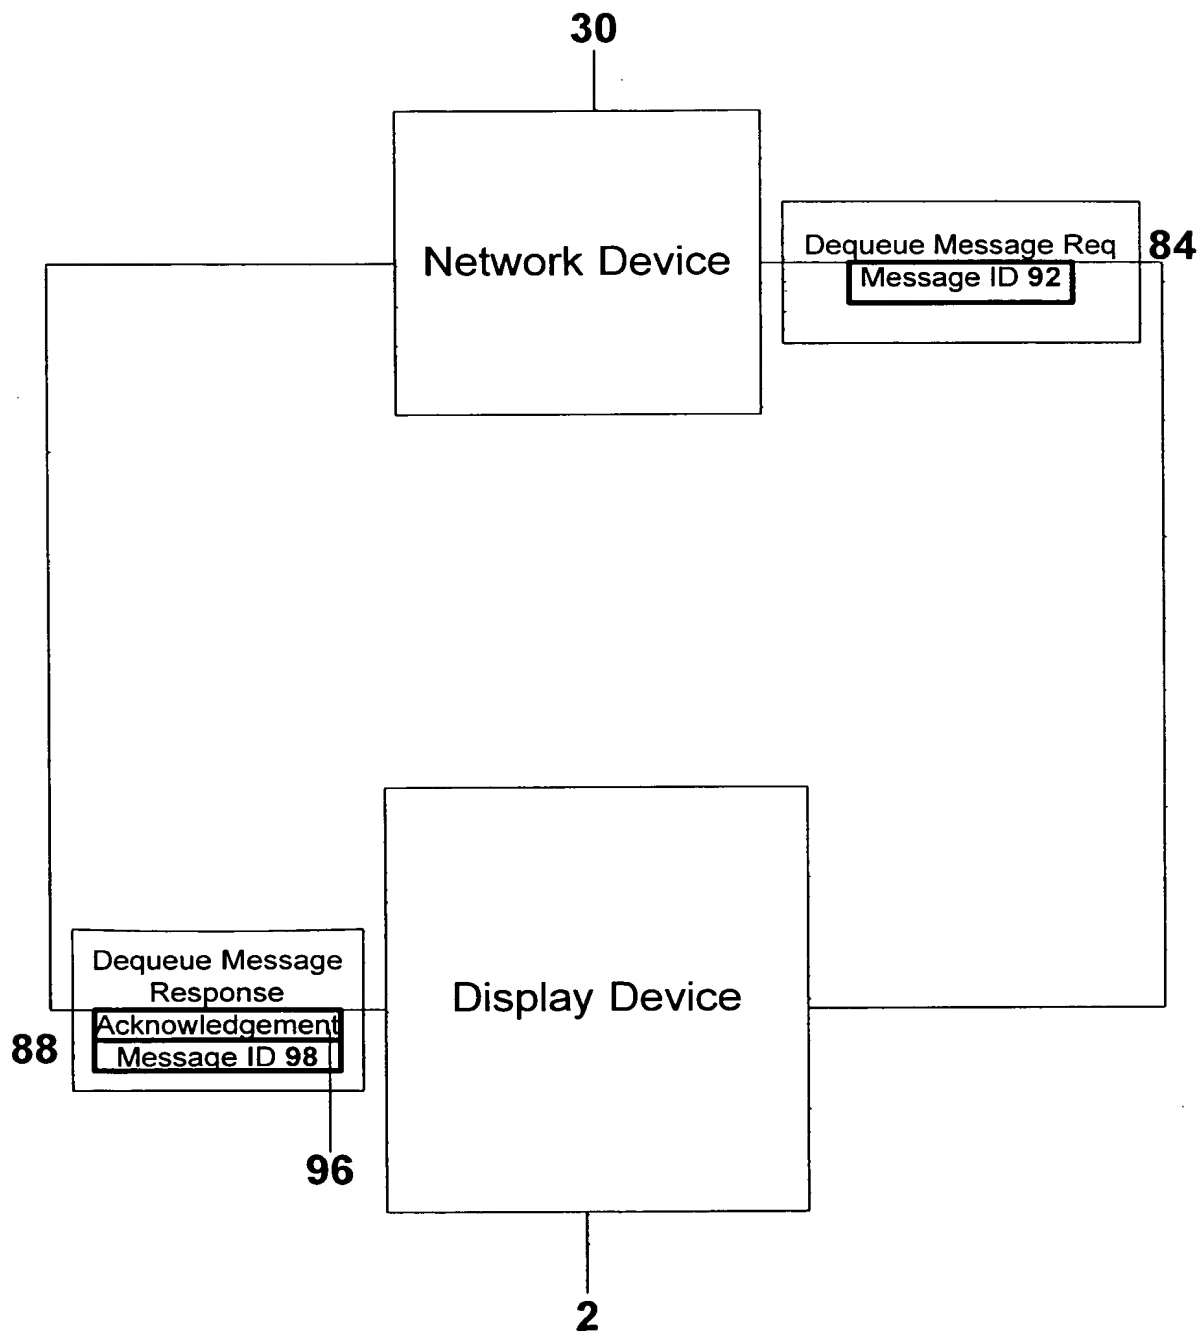 30
Network Device
Dequeue Message Req 84
Message ID 92
Display Device
Dequeue Message
Response
Acknowledgement
88
Message ID 98
96
2